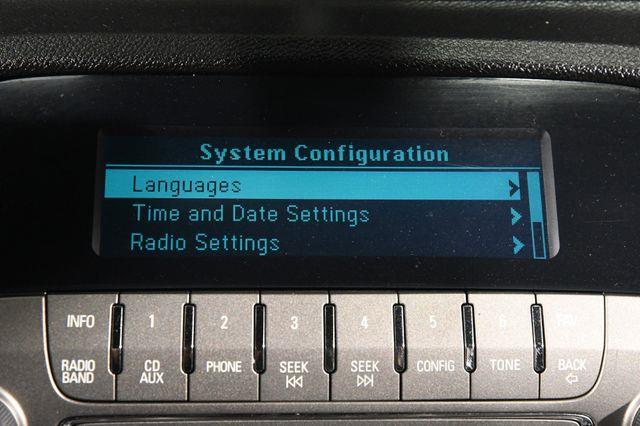 System Configuration
Languages
Time and Date Settings
Radio Settings
INFO 1 2 3 4 5 6 FAV
RADIO BAND CD AUX PHONE SEEK SEEK CONFIG TONE BACK